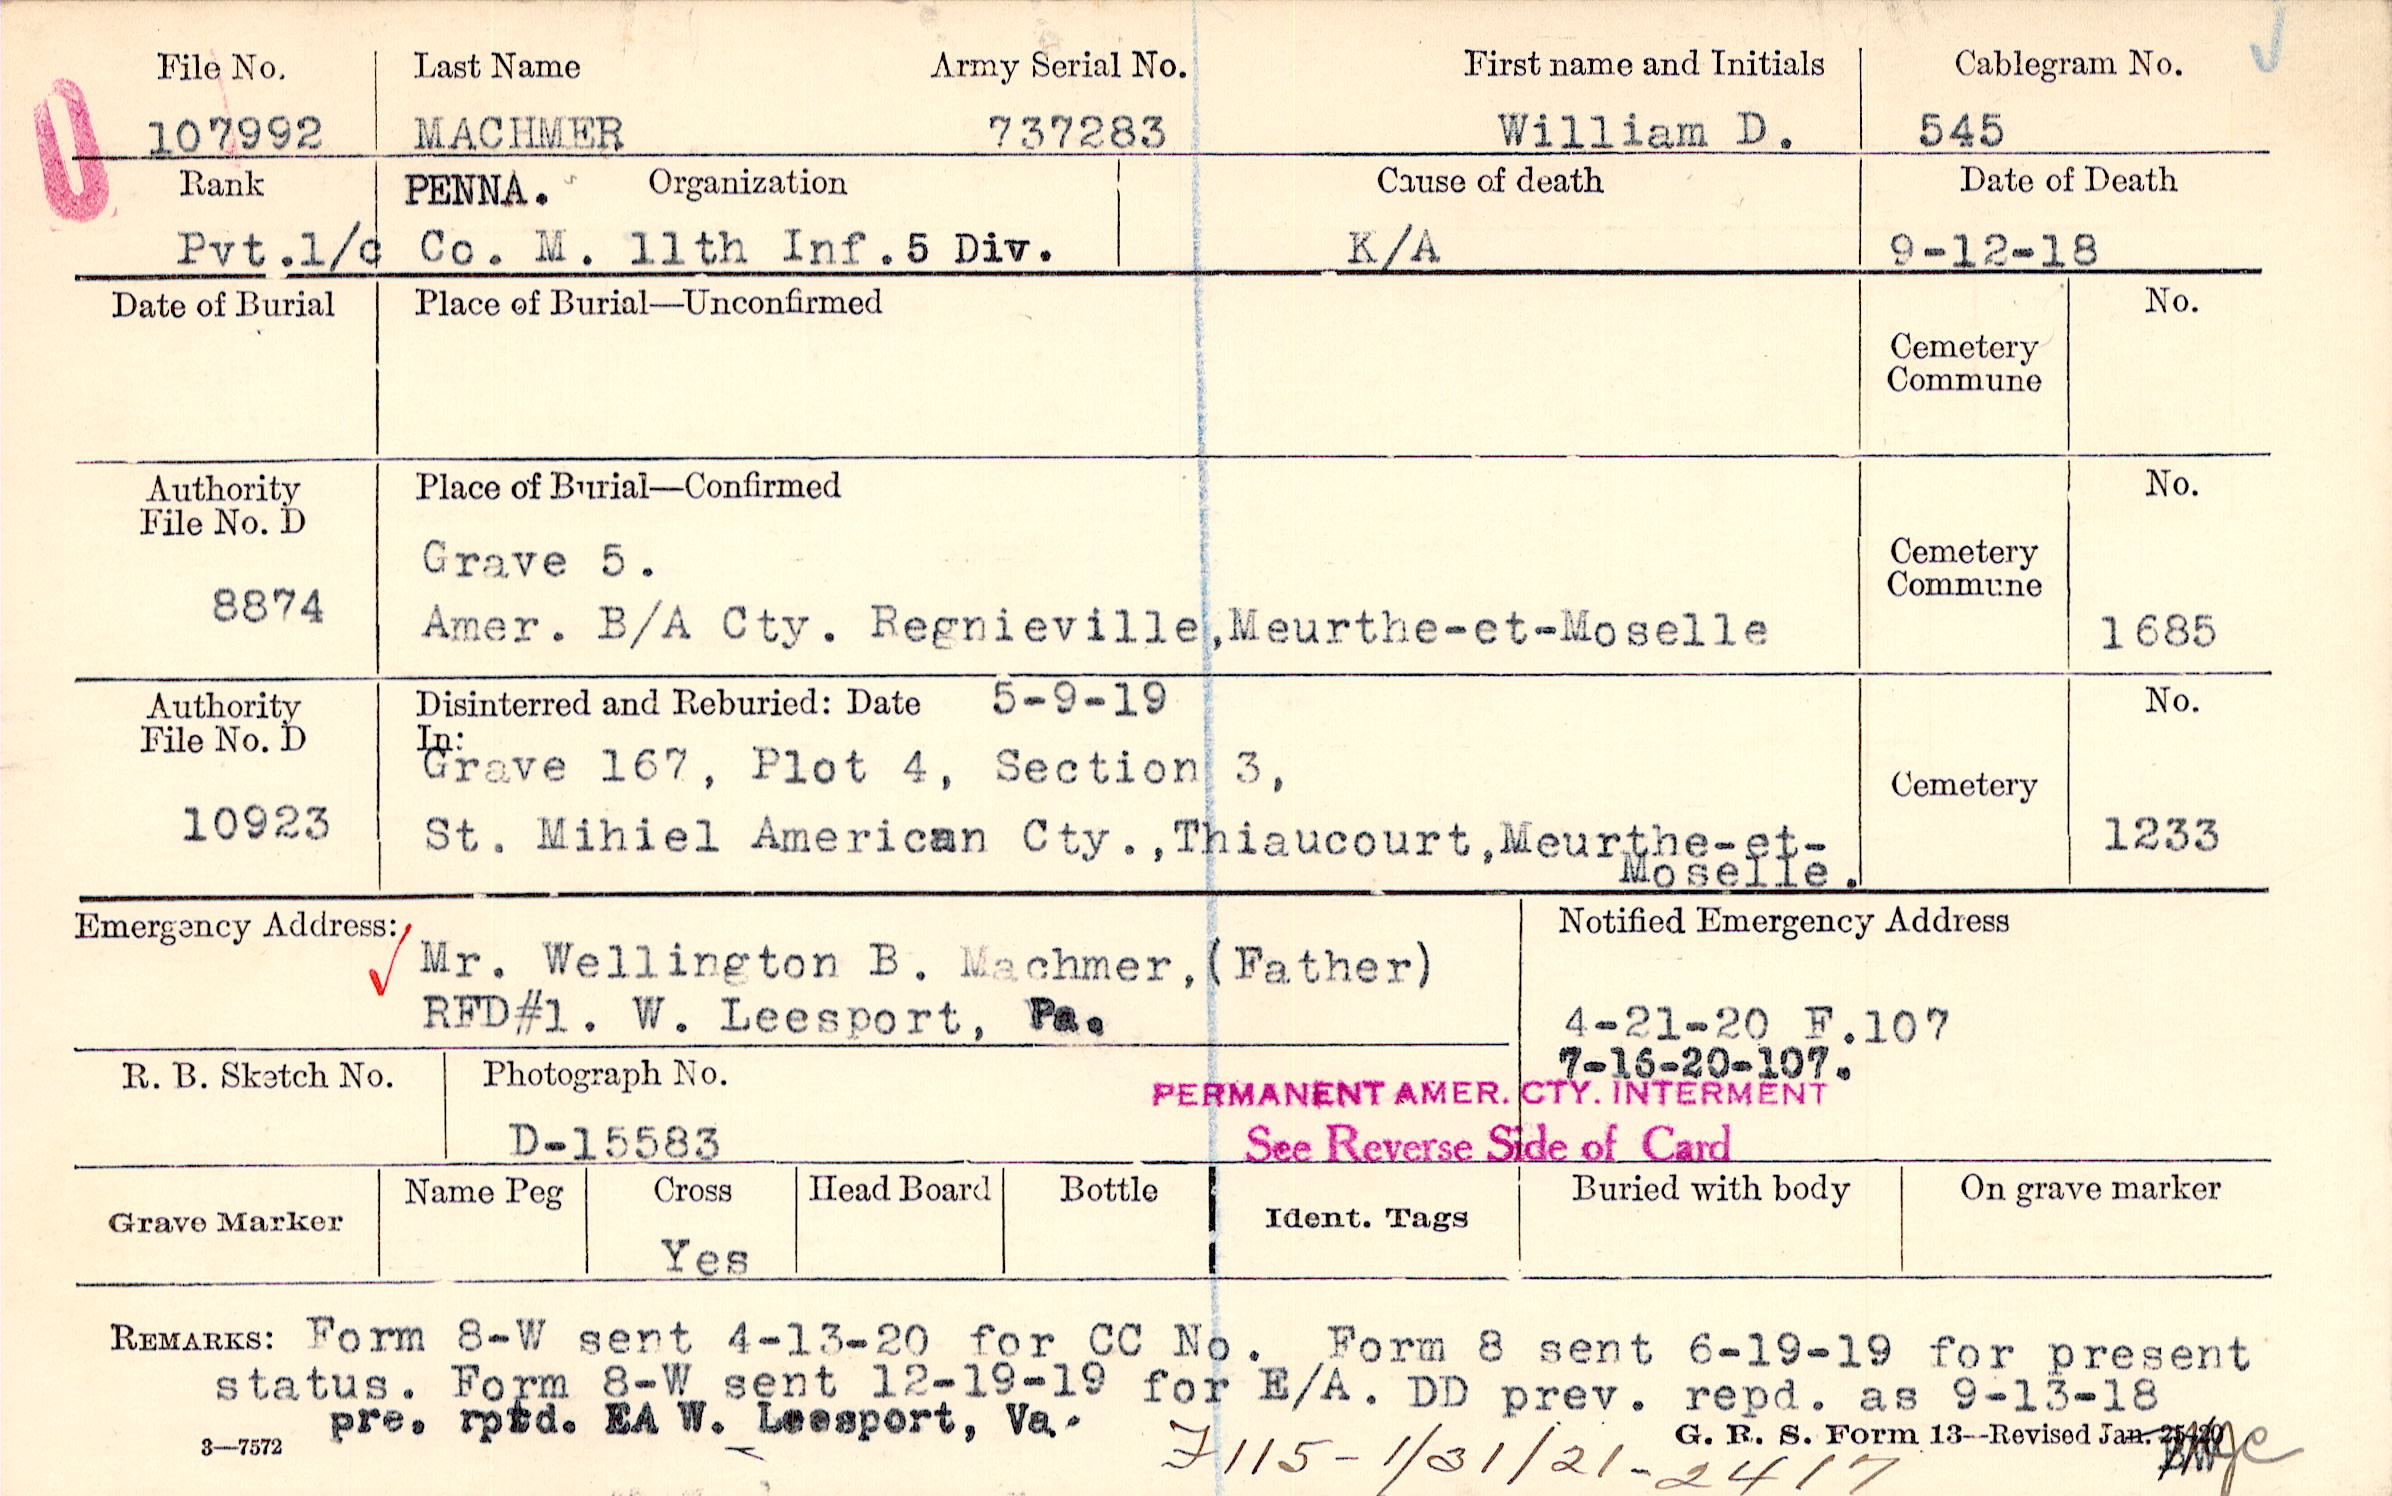 File No. Last Name Army Serial No. First name and Initials Cablegram No.
107992 MACHMER 737283 William D. 545
Rank PENNA. Organization Cause of death Date of Death
Pvt.1/c Co. M. 11th Inf.5 Div. K/A 9-12-18
Date of Burial Place of Burial—Unconfirmed No.
Cemetery
Commune
Authority Place of Burial—Confirmed No.
File No. D
Grave 5.
Cemetery
Commune
8874 Amer. B/A Cty. Regnieville,Meurthe-et-Moselle 1685
Authority Disinterred and Reburied: Date 5-9-19 No.
File No. D In:
Grave 167, Plot 4, Section 3,
Cemetery
10923 St. Mihiel American Cty.,Thiaucourt,Meurthe-et- 1233
Moselle.
Emergency Address: Notified Emergency Address
Mr. Wellington B. Machmer,(Father)
RFD#1. W. Leesport, Pa. 4-21-20 F.107
7-16-20-107.
R. B. Sketch No. Photograph No.
PERMANENT AMER. CTY. INTERMENT
D-15583 See Reverse Side of Card
Grave Marker Name Peg Cross Head Board Bottle Ident. Tags Buried with body On grave marker
Yes
REMARKS: Form 8-W sent 4-13-20 for CC No. Form 8 sent 6-19-19 for present
status. Form 8-W sent 12-19-19 for E/A. DD prev. repd. as 9-13-18
pre. rptd. EA W. Leesport, Va.
3—7572 G. R. S. Form 13—Revised Jan. 25-20
F115-1/31/21-2417